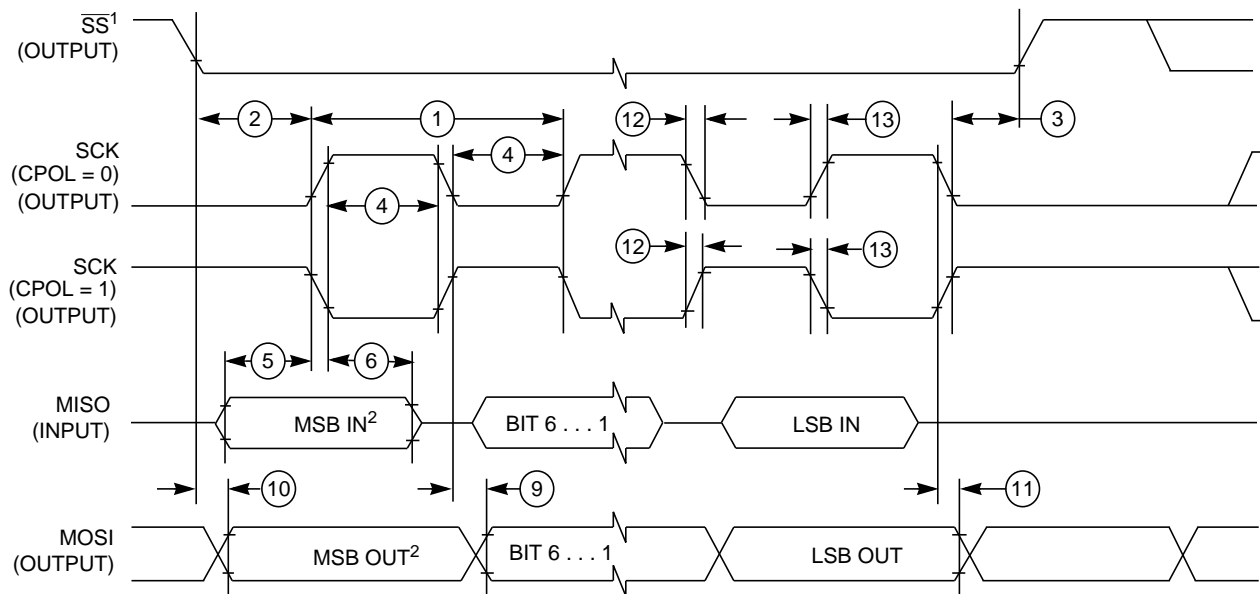 SS¹
(OUTPUT)
2
1
12
13
3
SCK
(CPOL = 0)
(OUTPUT)
4
4
SCK
(CPOL = 1)
(OUTPUT)
12
13
5
6
MISO
(INPUT)
MSB IN²
BIT 6 . . . 1
LSB IN
10
9
11
MOSI
(OUTPUT)
MSB OUT²
BIT 6 . . . 1
LSB OUT